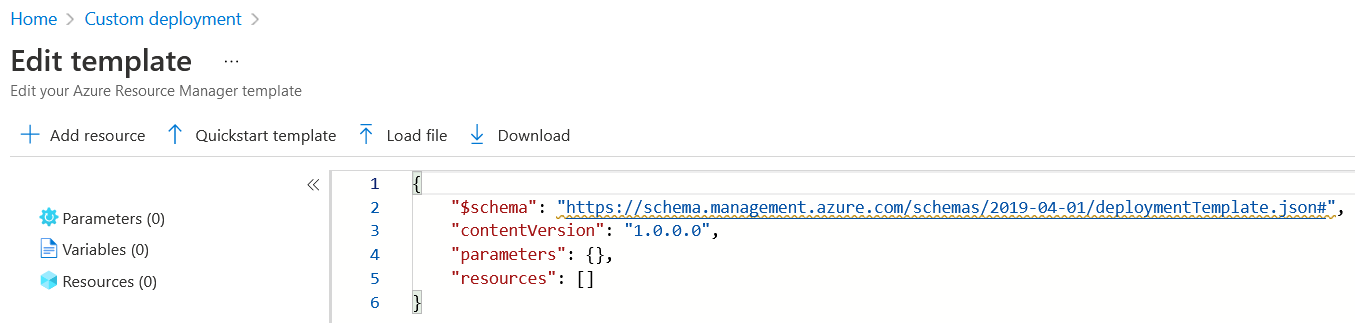 Home > Custom deployment >
Edit template ...
Edit your Azure Resource Manager template
Add resource Quickstart template Load file Download
Parameters (0)
Variables (0)
Resources (0)
1 {
2 "$schema": "https://schema.management.azure.com/schemas/2019-04-01/deploymentTemplate.json#",
3 "contentVersion": "1.0.0.0",
4 "parameters": {},
5 "resources": []
6 }